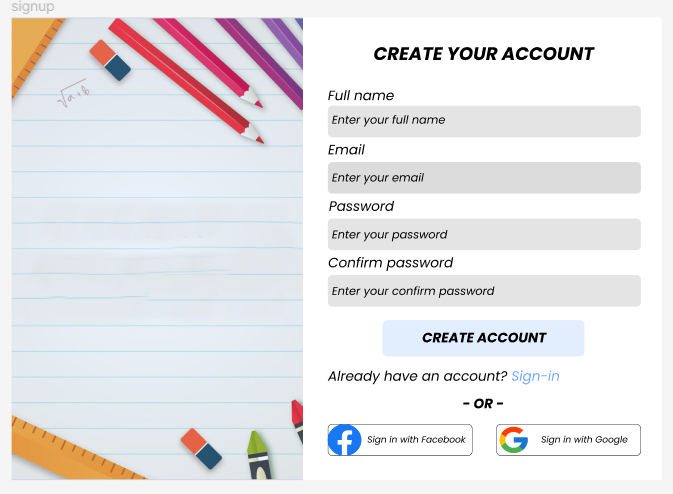 signup
√a+b
CREATE YOUR ACCOUNT
Full name
Enter your full name
Email
Enter your email
Password
Enter your password
Confirm password
Enter your confirm password
CREATE ACCOUNT
Already have an account? Sign-in
- OR -
Sign in with Facebook
Sign in with Google